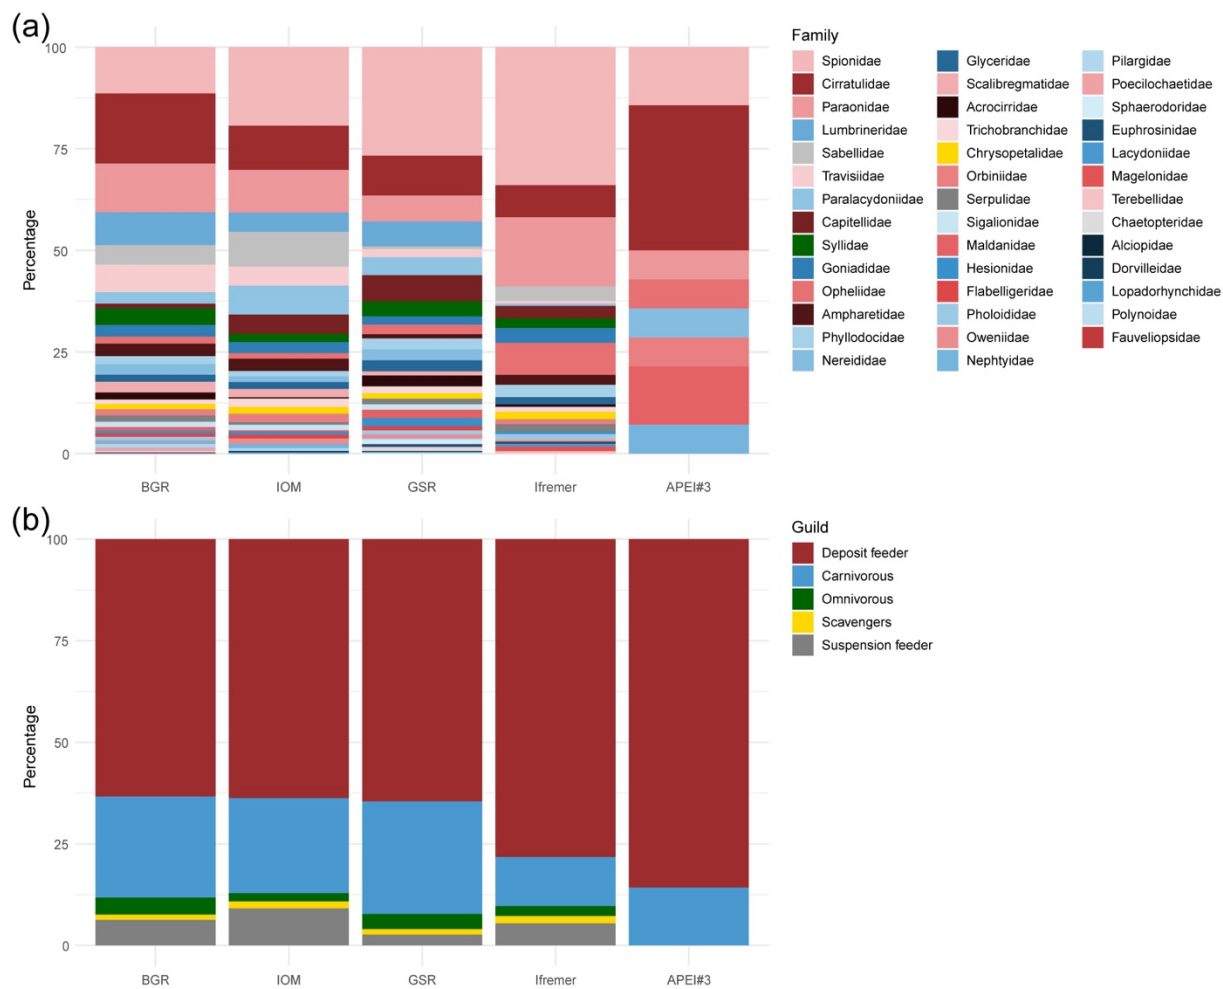 (a)
100
75
50
25
0
Percentage
BGR IOM GSR Ifremer APEI#3
Family
Spionidae Glyceridae Pilargidae
Cirratulidae Scalibregmatidae Poecilochaetidae
Paraonidae Acrocirridae Sphaerodoridae
Lumbrineridae Trichobranchidae Euphrosinidae
Sabellidae Chrysopetalidae Lacydoniidae
Travisiidae Orbiniidae Magelonidae
Paralacydoniidae Serpulidae Terebellidae
Capitellidae Sigalionidae Chaetopteridae
Syllidae Maldanidae Alciopidae
Goniadidae Hesionidae Dorvilleidae
Opheliidae Flabelligeridae Lopadorhynchidae
Ampharetidae Pholoididae Polynoidae
Phyllodocidae Oweniidae Fauveliopsidae
Nereididae Nephtyidae
(b)
100
75
50
25
0
Percentage
BGR IOM GSR Ifremer APEI#3
Guild
Deposit feeder
Carnivorous
Omnivorous
Scavengers
Suspension feeder